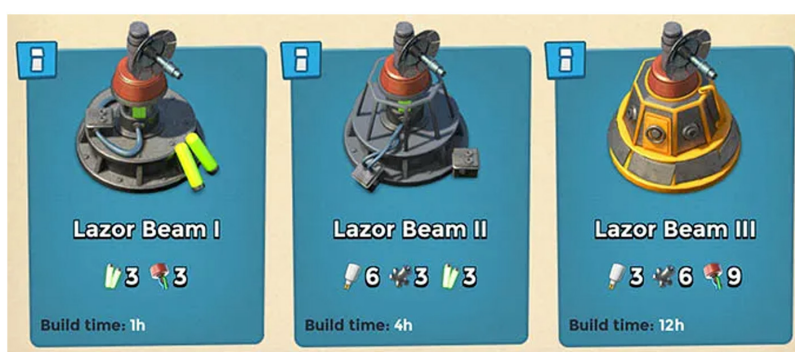 Lazor Beam I
3 3
Build time: 1h
Lazor Beam II
6 3 3
Build time: 4h
Lazor Beam III
3 6 9
Build time: 12h